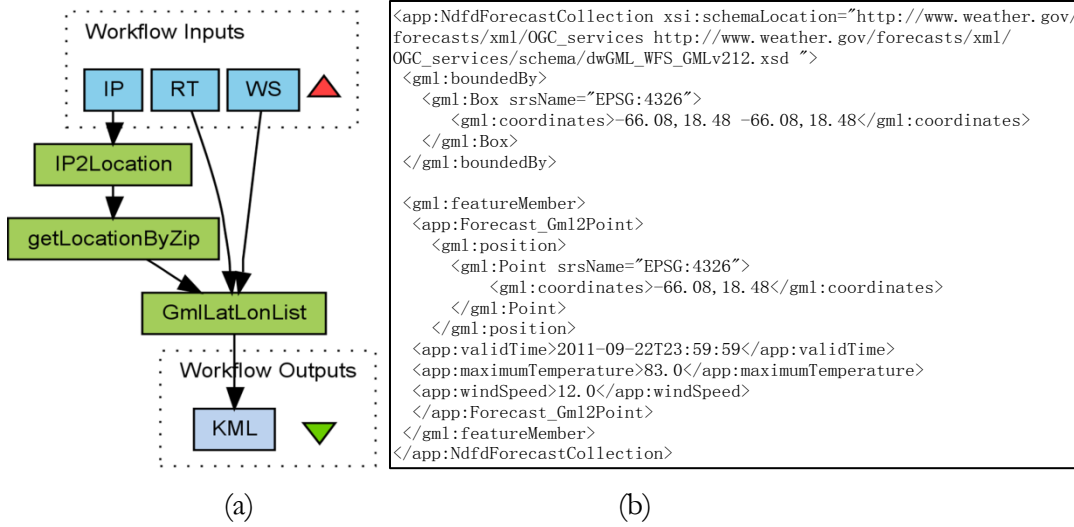 Workflow Inputs
IP RT WS
IP2Location
getLocationByZip
GmlLatLonList
Workflow Outputs
KML
(a)
<app:NdfdForecastCollection xsi:schemaLocation="http://www.weather.gov/
forecasts/xml/OGC_services http://www.weather.gov/forecasts/xml/
OGC_services/schema/dwGML_WFS_GMLv212.xsd ">
<gml:boundedBy>
<gml:Box srsName="EPSG:4326">
<gml:coordinates>-66.08,18.48 -66.08,18.48</gml:coordinates>
</gml:Box>
</gml:boundedBy>
<gml:featureMember>
<app:Forecast_Gml2Point>
<gml:position>
<gml:Point srsName="EPSG:4326">
<gml:coordinates>-66.08,18.48</gml:coordinates>
</gml:Point>
</gml:position>
<app:validTime>2011-09-22T23:59:59</app:validTime>
<app:maximumTemperature>83.0</app:maximumTemperature>
<app:windSpeed>12.0</app:windSpeed>
</app:Forecast_Gml2Point>
</gml:featureMember>
</app:NdfdForecastCollection>
(b)